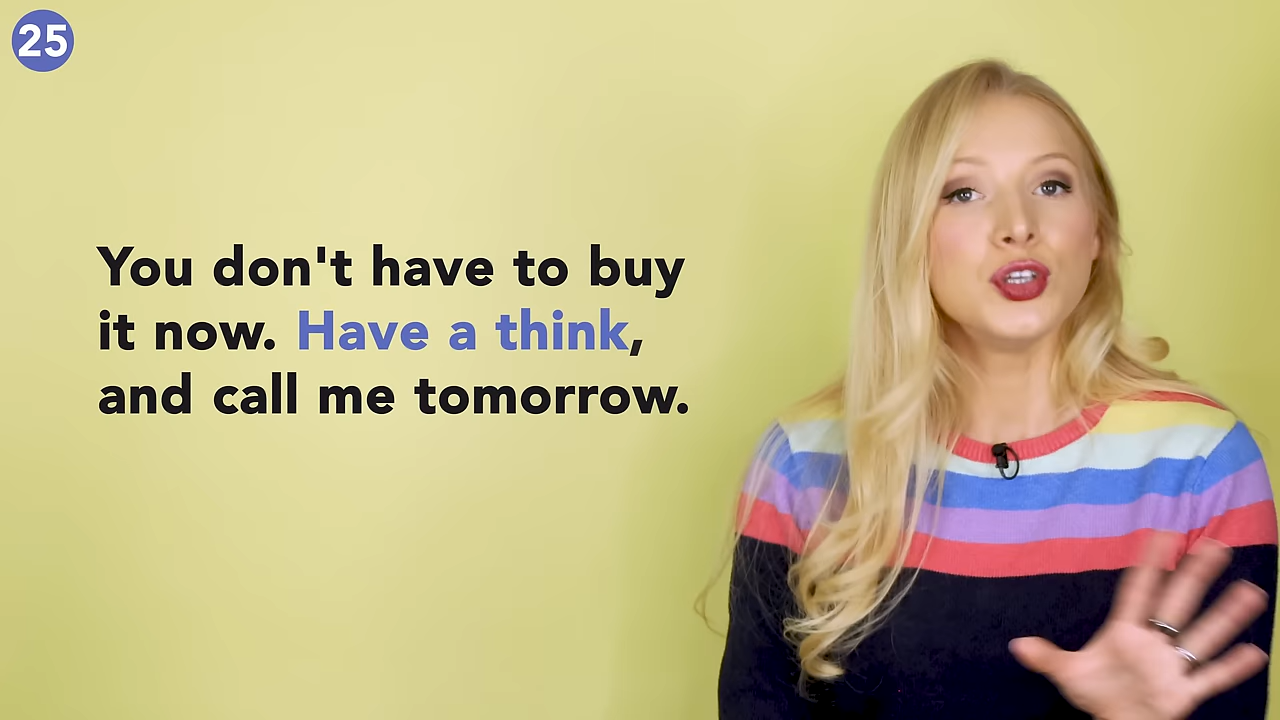 25
You don't have to buy
it now. Have a think,
and call me tomorrow.